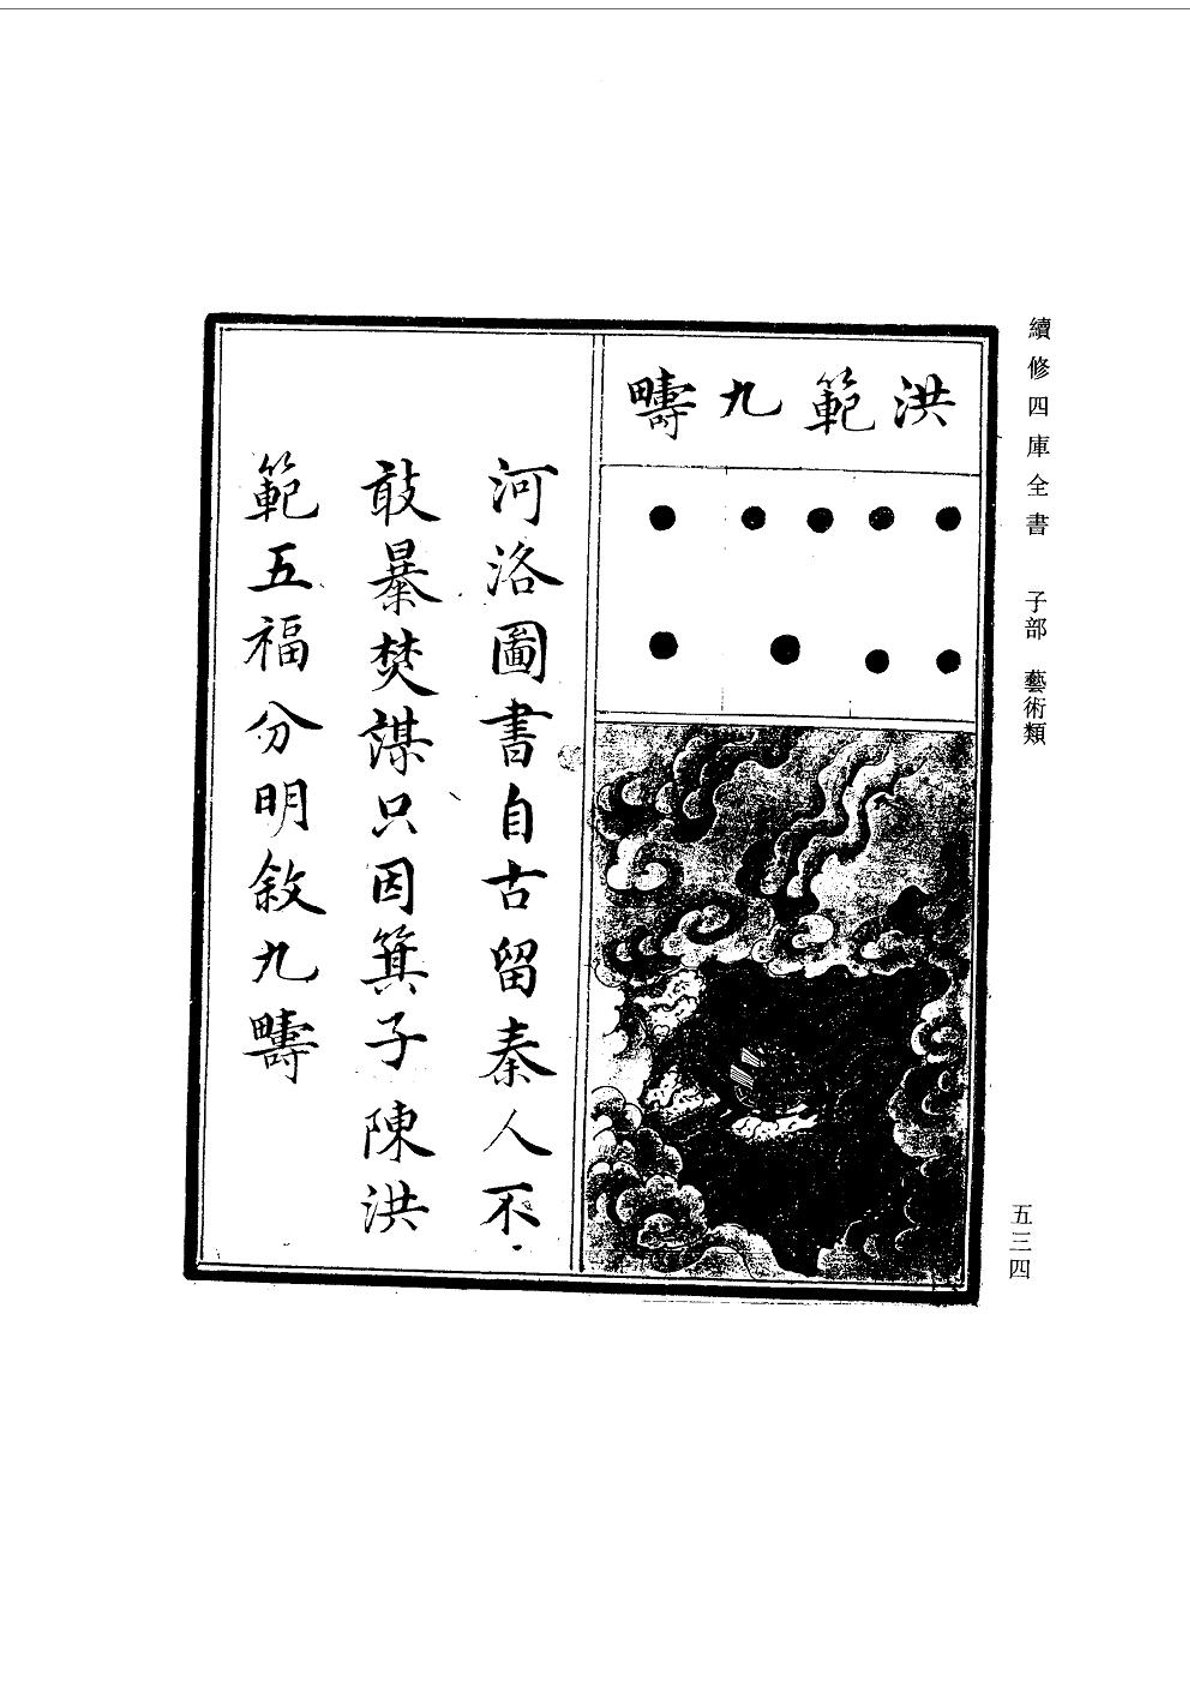 續修四庫全書 子部 藝術類
五三四
洪範九疇
河洛圖書自古留秦人不
敢暴焚謀只因箕子陳洪
範五福分明敘九疇